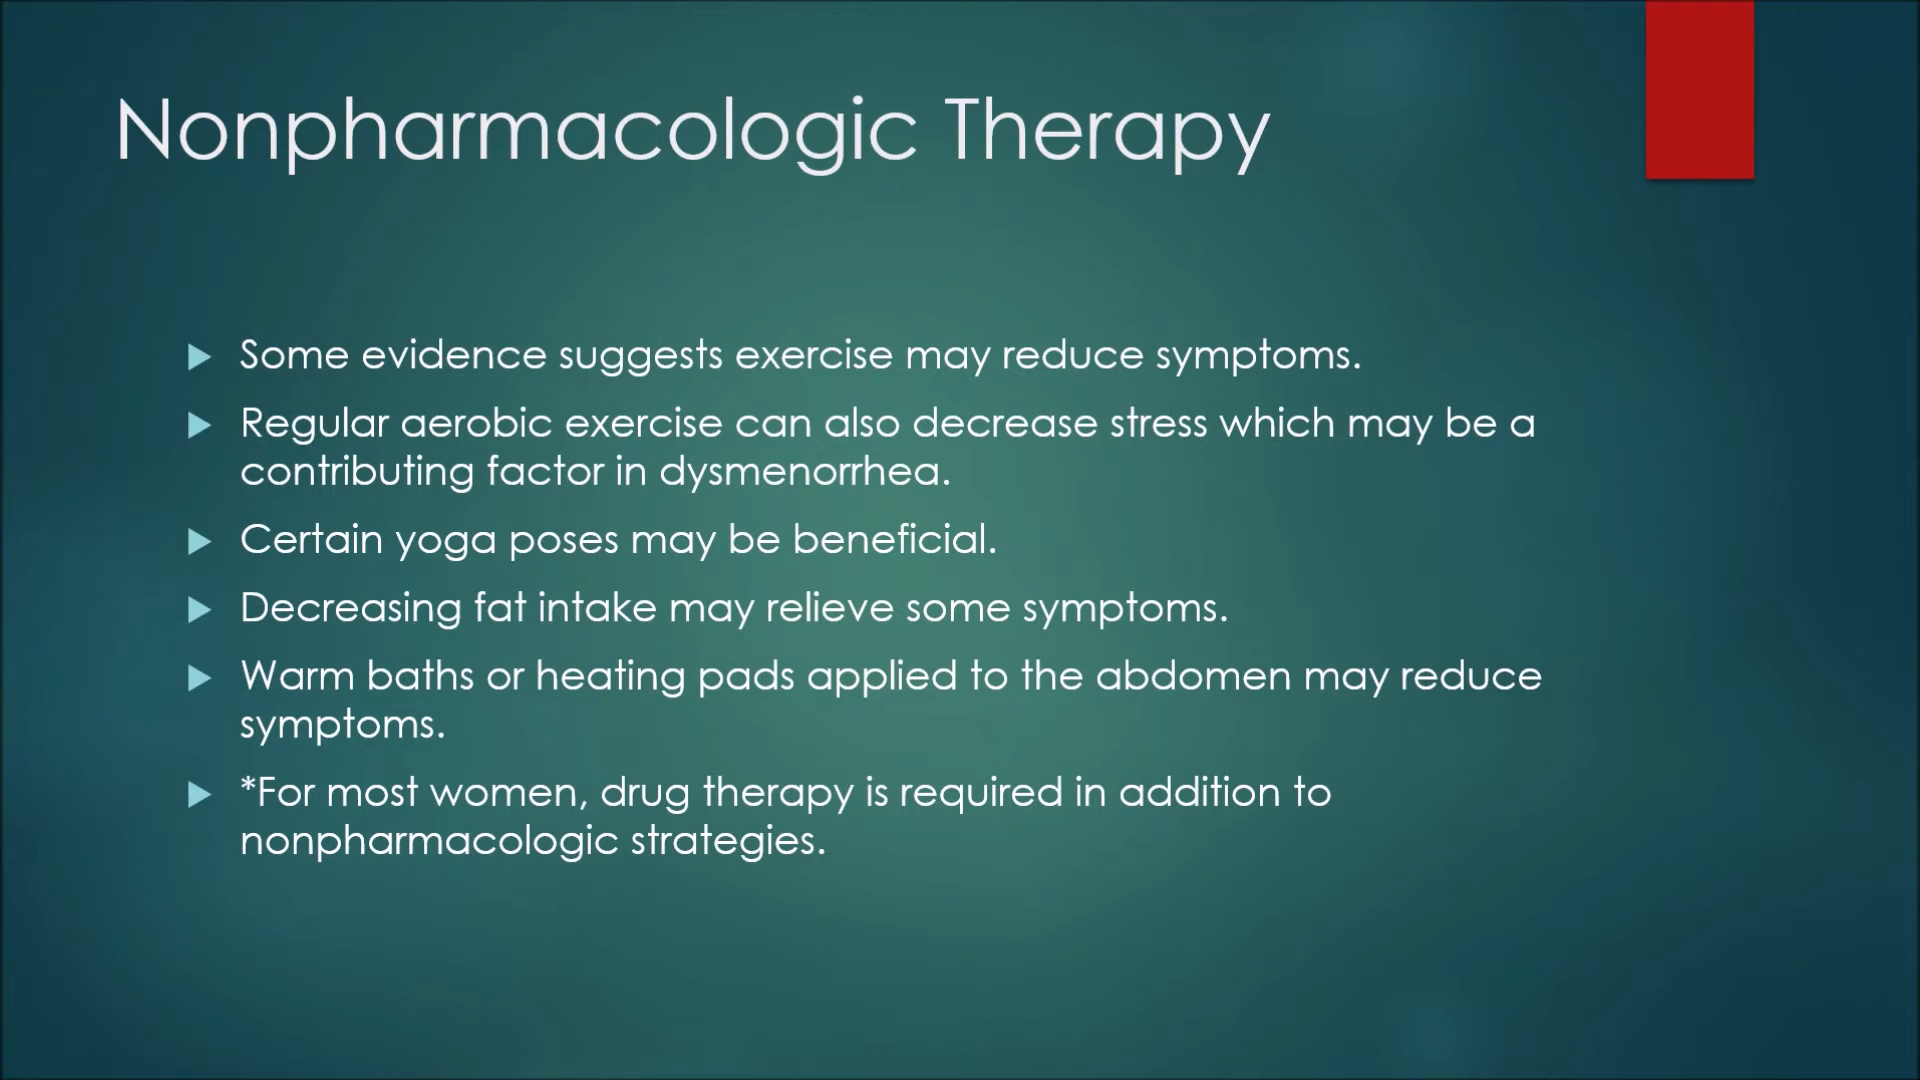 Nonpharmacologic Therapy
Some evidence suggests exercise may reduce symptoms.
Regular aerobic exercise can also decrease stress which may be a
contributing factor in dysmenorrhea.
Certain yoga poses may be beneficial.
Decreasing fat intake may relieve some symptoms.
Warm baths or heating pads applied to the abdomen may reduce
symptoms.
*For most women, drug therapy is required in addition to
nonpharmacologic strategies.